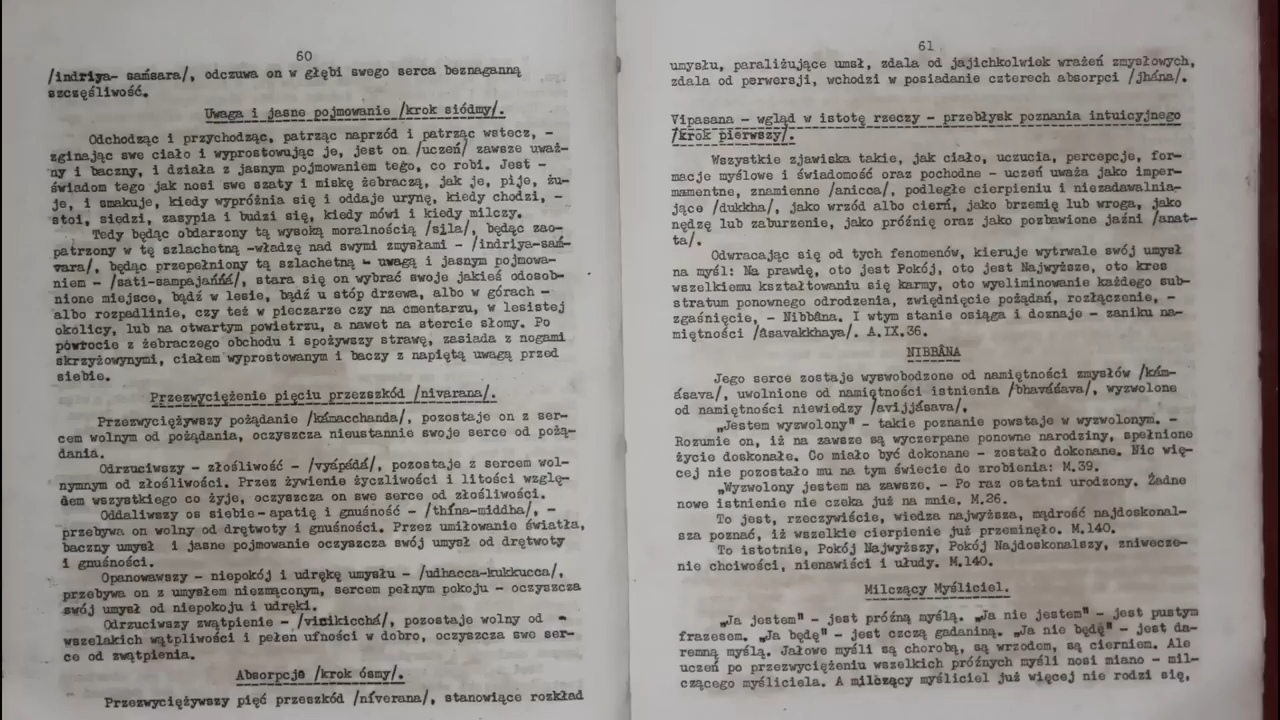 60
/indriya- samsara/, odczuwa on w głębi swego serca beznaganną
szczęśliwość.
Uwaga i jasne pojmowanie /krok siódmy/.
Odchodząc i przychodząc, patrząc naprzód i patrząc wstecz, -
zginając swe ciało i wyprostowując je, jest on /uczeń/ zawsze uważ-
ny i baczny, i działa z jasnym pojmowaniem tego, co robi. Jest -
świadom tego jak nosi swe szaty i miskę żebraczą, jak je, pije, żu-
je, i smakuje, kiedy wypróżnia się i oddaje urynę, kiedy chodzi, -
stoi, siedzi, zasypia i budzi się, kiedy mówi i kiedy milczy.
Tedy będąc obdarzony tą wysoką moralnością /sila/, będąc zao-
patrzony w tę szlachetną -władzę nad swymi zmysłami - /indriya-sam-
vara/, będąc przepełniony tą szlachetną - uwagą i jasnym pojmowa-
niem - /sati-sampajańńá/, stara się on wybrać swoje jakieś odosob-
nione miejsce, bądź w lesie, bądź u stóp drzewa, albo w górach -
albo rozpadlinie, czy też w pieczarze czy na cmentarzu, w lesistej
okolicy, lub na otwartym powietrzu, a nawet na stercie słomy. Po
powrocie z żebraczego obchodu i spożywszy strawę, zasiada z nogami
skrzyżowynymi, ciałem wyprostowanym i baczy z napiętą uwagą przed
siebie.
Przezwyciężenie pięciu przezszkód /nivarana/.
Przezwyciężywszy pożądanie /kámacchanda/, pozostaje on z ser-
cem wolnym od pożądania, oczyszcza nieustannie swoje serce od pożą-
dania.
Odrzuciwszy - złośliwość - /vyápádá/, pozostaje z sercem wol-
nymnym od złośliwości. Przez żywienie życzliwości i litości wzglę-
dem wszystkiego co żyje, oczyszcza on swe serce od złośliwości.
Oddaliwszy os siebie - apatię i gnuśność - /thína-middha/, -
przebywa on wolny od drętwoty i gnuśności. Przez umiłowanie światła,
baczny umysł i jasne pojmowanie oczyszcza swój umysł od drętwoty
i gnuśności.
Opanowawszy - niepokój i udrękę umysłu - /udhacca-kukkucca/,
przebywa on z umysłem niezmąconym, sercem pełnym pokoju - oczyszcza
swój umysł od niepokoju i udręki.
Odrzuciwszy zwątpienie - /vicikicchá/, pozostaje wolny od -
wszelakich wątpliwości i pełen ufności w dobro, oczyszcza swe ser-
ce od zwątpienia.
Absorpcje /krok ósmy/.
Przezwyciężywszy pięć przeszkód /níverana/, stanowiące rozkład
61
umysłu, paraliżujące umsł, zdala od jajichkolwiek wrażeń zmysłowych,
zdala od perwersji, wchodzi w posiadanie czterech absorpci /jhána/.
Vipasana - wgląd w istotę rzeczy - przebłysk poznania intuicyjnego
/krok pierwszy/.
Wszystkie zjawiska takie, jak ciało, uczucia, percepcje, for-
macje myślowe i świadomość oraz pochodne - uczeń uważa jako imper-
mamentne, znamienne /anicca/, podległe cierpieniu i niezadawalnia-
jące /dukkha/, jako wrzód albo cierń, jako brzemię lub wroga, jako
nędzę lub zaburzenie, jako próżnię oraz jako pozbawione jaźni /anat-
ta/.
Odwracając się od tych fenomenów, kieruje wytrwale swój umysł
na myśl: Na prawdę, oto jest Pokój, oto jest Najwyższe, oto kres
wszelkiemu kształtowaniu się karmy, oto wyeliminowanie każdego sub-
stratum ponownego odrodzenia, zwiędnięcie pożądań, rozłączenie, -
zgaśnięcie, - Nibbâna. I wtym stanie osiąga i doznaje - zaniku na-
miętności /âsavakkhaya/. A.IX.36.
NIBBÂNA
Jego serce zostaje wyswobodzone od namiętności zmysłów /kám-
ásava/, uwolnione od namiętności istnienia /bhavásava/, wyzwolone
od namiętności niewiedzy /avijjásava/.
„Jestem wyzwolony" - takie poznanie powstaje w wyzwolonym. -
Rozumie on, iż na zawsze są wyczerpane ponowne narodziny, spełnione
życie doskonałe. Co miało być dokonane - zostało dokonane. Nic wię-
cej nie pozostało mu na tym świecie do zrobienia: M.39.
„Wyzwolony jestem na zawsze. - Po raz ostatni urodzony. Żadne
nowe istnienie nie czeka już na mnie. M.26.
To jest, rzeczywiście, wiedza najwyższa, mądrość najdoskonal-
sza poznać, iż wszelkie cierpienie już przeminęło. M.140.
To istotnie, Pokój Najwyższy, Pokój Najdoskonalszy, zniwecze-
nie chciwości, nienawiści i ułudy. M.140.
Milczący Myśliciel.
„Ja jestem" - jest próżną myślą. „Ja nie jestem" - jest pustym
frazesem. „Ja będę" - jest czczą gadaniną. „Ja nie będę" - jest da-
remną myślą. Jałowe myśli są chorobą, są wrzodem, są cierniem. Ale
uczeń po przezwyciężeniu wszelkich próżnych myśli nosi miano - mil-
czącego myśliciela. A milczący myśliciel już więcej nie rodzi się,